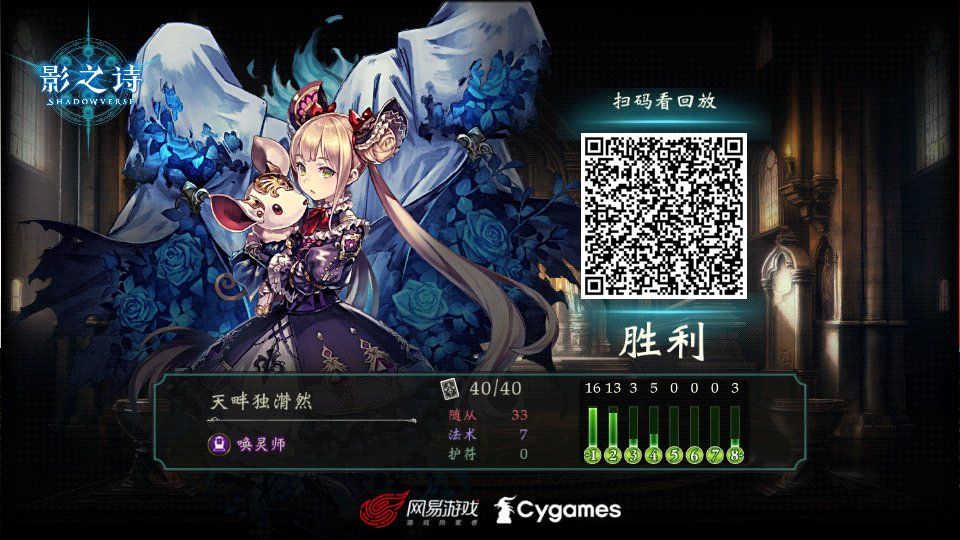 影之诗
SHADOWVERSE
扫码看回放
胜利
天畔独潸然
唤灵师
40/40
随从 33
法术 7
护符 0
16 13 3 5 0 0 0 3
-1 2 3 4 5 6 7 8+
网易游戏
游戏热爱者
Cygames